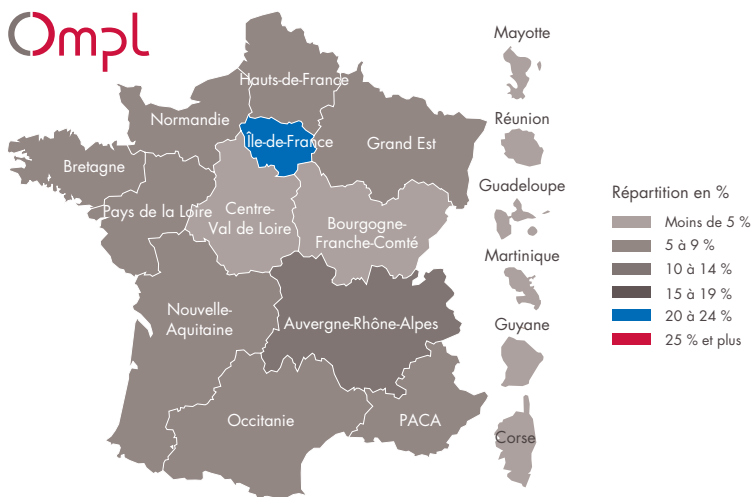 Ompl
Mayotte
Hauts-de-France
Normandie
Réunion
Île-de-France
Grand Est
Bretagne
Guadeloupe
Répartition en %
Pays de la Loire
Centre-
Val de Loire
Bourgogne-
Franche-Comté
Moins de 5 %
5 à 9 %
Martinique
10 à 14 %
15 à 19 %
Nouvelle-
Aquitaine
Auvergne-Rhône-Alpes
Guyane
20 à 24 %
25 % et plus
Occitanie
PACA
Corse